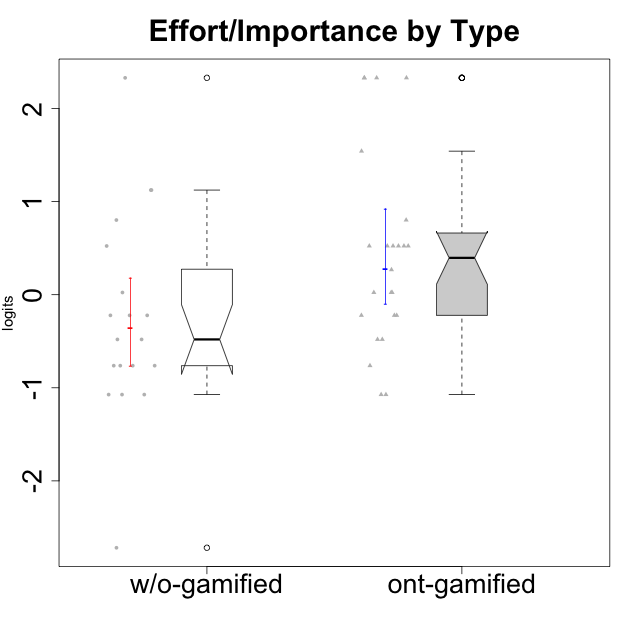 Effort/Importance by Type
2
1
0
-1
-2
logits
w/o-gamified
ont-gamified